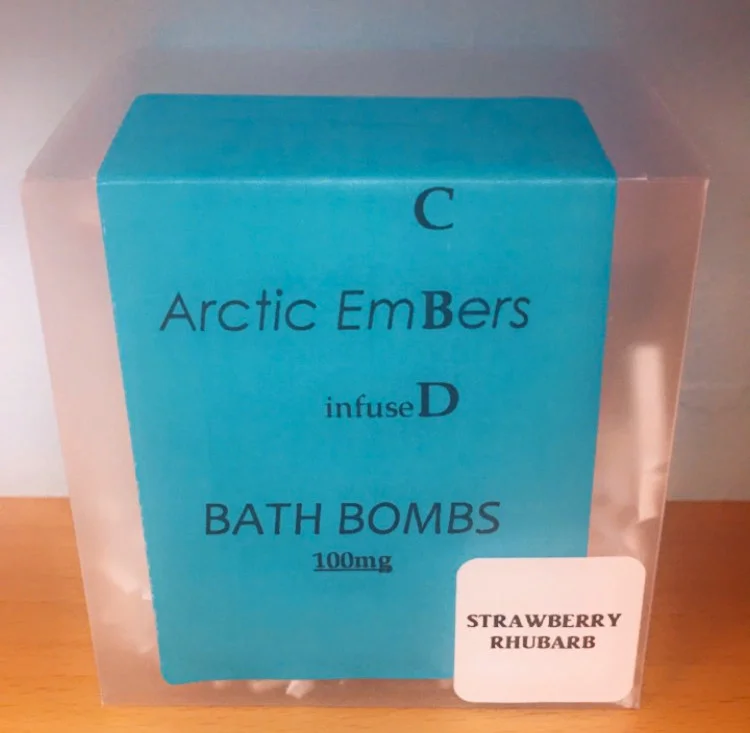 C
Arctic EmBers
infuseD
BATH BOMBS
100mg
STRAWBERRY
RHUBARB